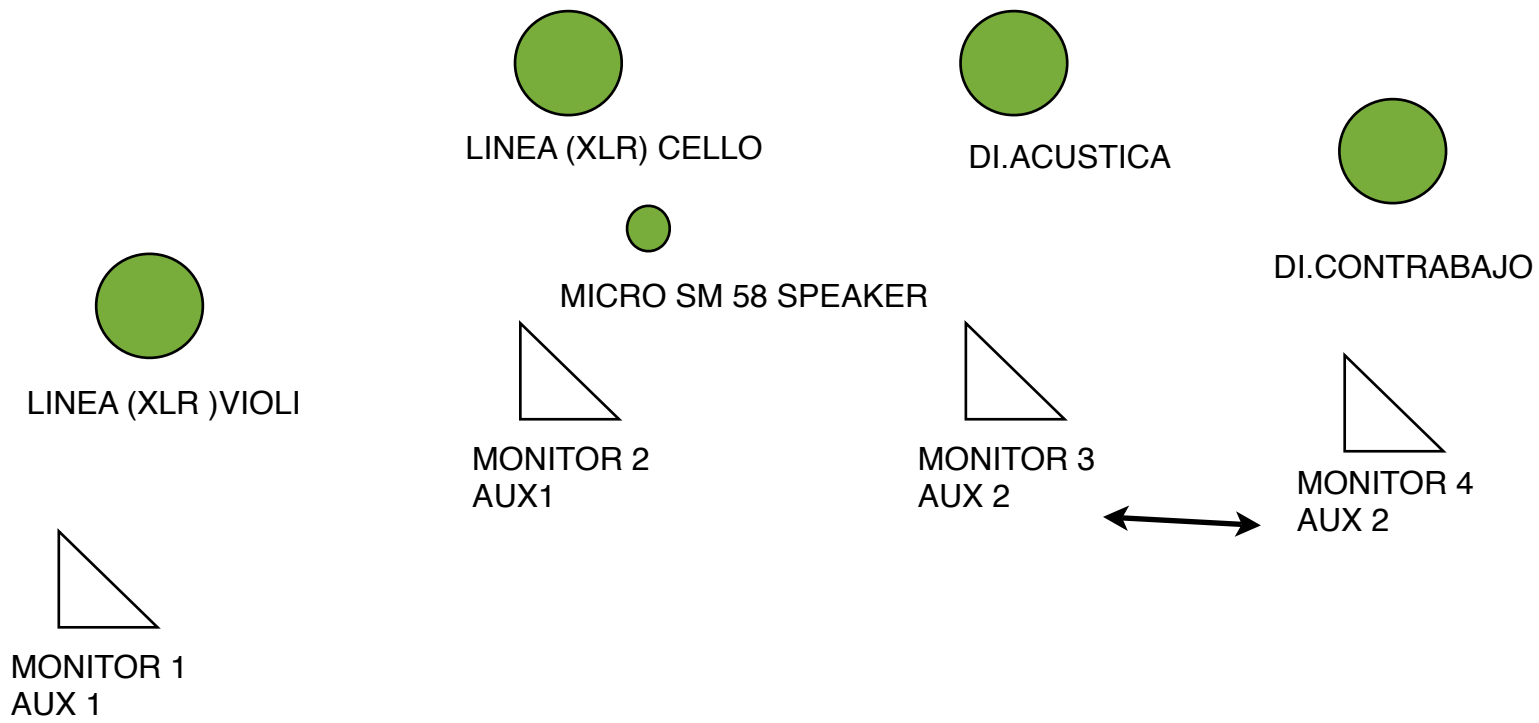 LINEA (XLR) CELLO
DI.ACUSTICA
DI.CONTRABAJO
MICRO SM 58 SPEAKER
LINEA (XLR )VIOLI
MONITOR 2
AUX1
MONITOR 3
AUX 2
MONITOR 4
AUX 2
MONITOR 1
AUX 1